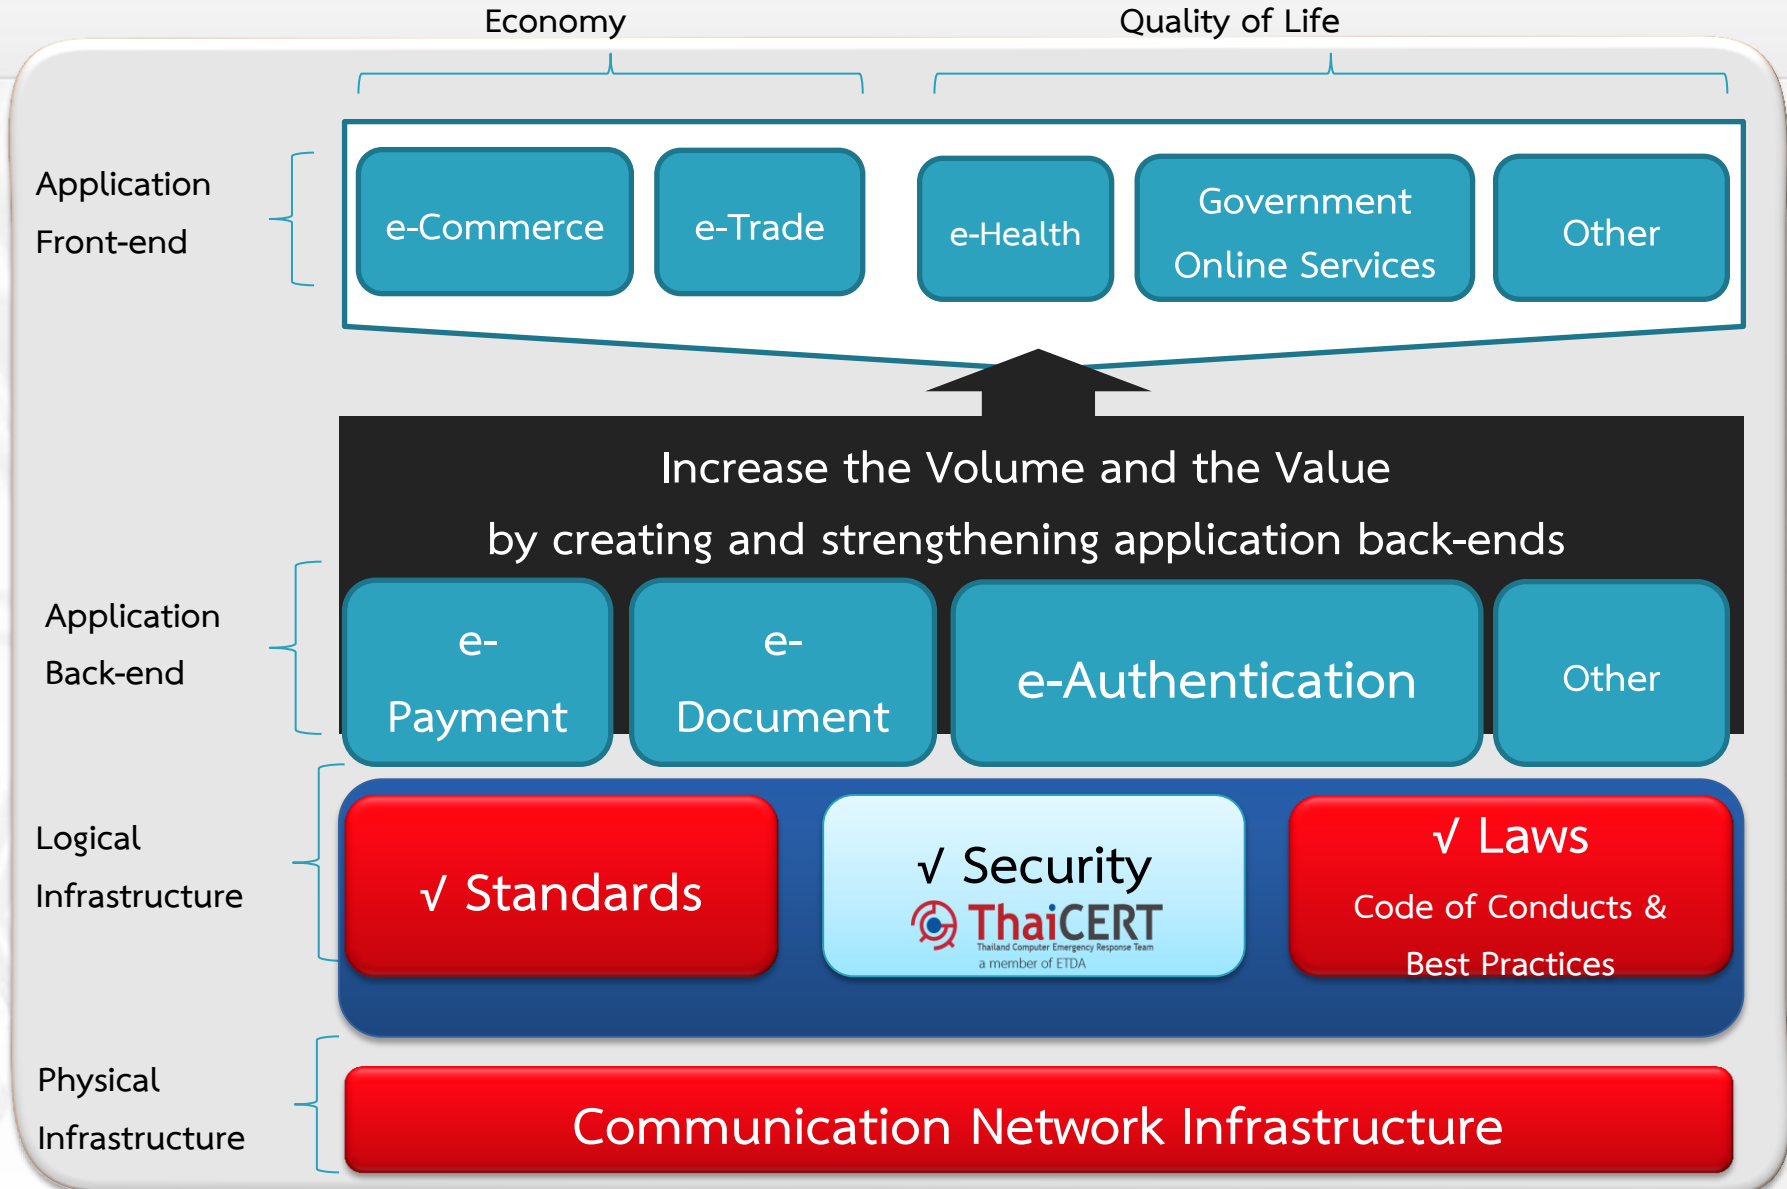 Economy
Quality of Life
Application
Front-end
e-Commerce
e-Trade
e-Health
Government
Online Services
Other
Increase the Volume and the Value
by creating and strengthening application back-ends
Application
Back-end
e-
Payment
e-
Document
e-Authentication
Other
Logical
Infrastructure
√ Standards
√ Security
ThaiCERT
Thailand Computer Emergency Response Team
a member of ETDA
√ Laws
Code of Conducts &
Best Practices
Physical
Infrastructure
Communication Network Infrastructure